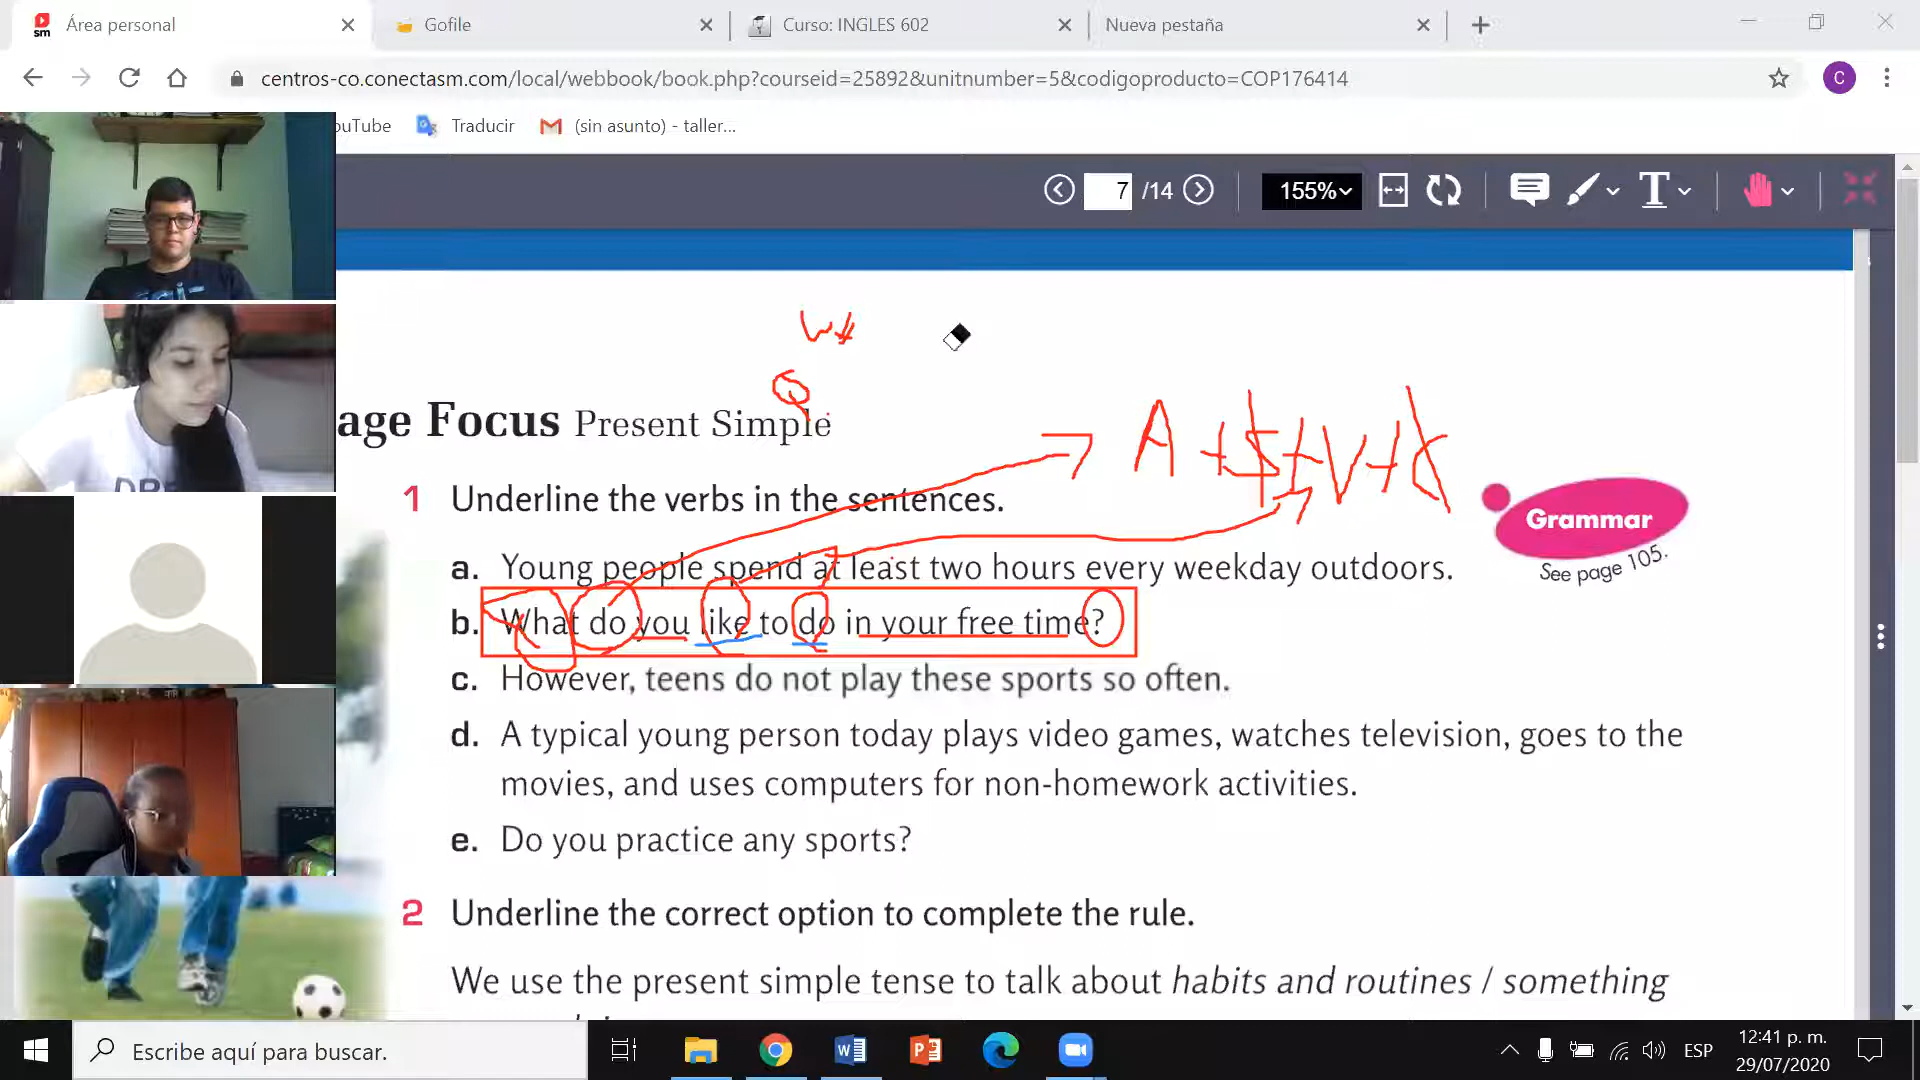 sm Área personal Gofile Curso: INGLES 602 Nueva pestaña
centros-co.conectasm.com/local/webbook/book.php?courseid=25892&unitnumber=5&codigoproducto=COP176414 C
ouTube Traducir (sin asunto) - taller...
7 /14 155% T
age Focus Present Simple
A + S + V + C
1 Underline the verbs in the sentences.
Grammar
See page 105.
a. Young people spend at least two hours every weekday outdoors.
b. What do you like to do in your free time?
c. However, teens do not play these sports so often.
d. A typical young person today plays video games, watches television, goes to the
movies, and uses computers for non-homework activities.
e. Do you practice any sports?
2 Underline the correct option to complete the rule.
We use the present simple tense to talk about habits and routines / something
Escribe aquí para buscar. ESP 12:41 p. m.
29/07/2020